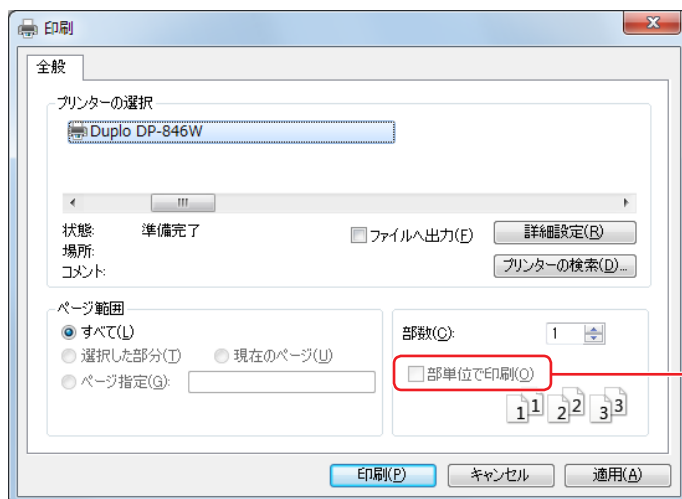 印刷
全般
プリンターの選択
Duplo DP-846W
状態: 準備完了
場所:
コメント:
ファイルへ出力(F)
詳細設定(R)
プリンターの検索(D)...
ページ範囲
すべて(L)
選択した部分(T) 現在のページ(U)
ページ指定(G):
部数(C): 1
部単位で印刷(O)
1 1 2 2 3 3
印刷(P) キャンセル 適用(A)